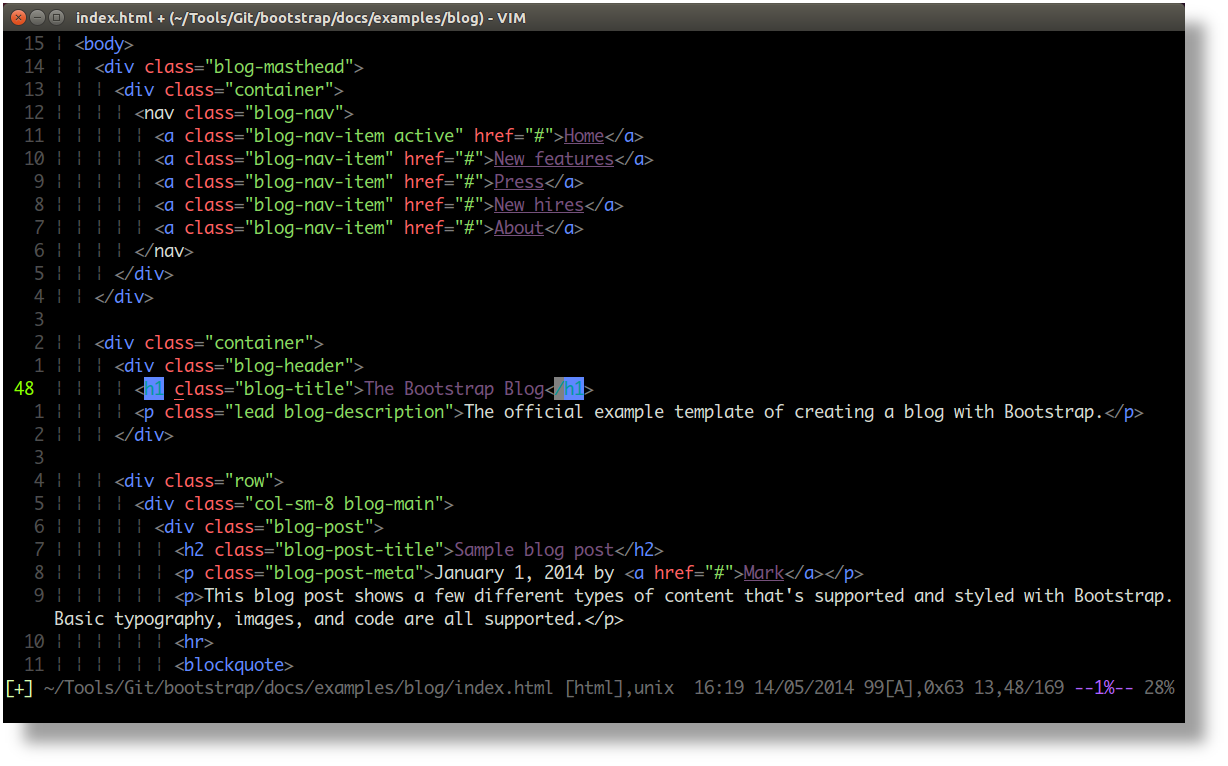 index.html + (~/Tools/Git/bootstrap/docs/examples/blog) - VIM
15 ¦ <body>
14 ¦ ¦ <div class="blog-masthead">
13 ¦ ¦ ¦ <div class="container">
12 ¦ ¦ ¦ ¦ <nav class="blog-nav">
11 ¦ ¦ ¦ ¦ ¦ <a class="blog-nav-item active" href="#">Home</a>
10 ¦ ¦ ¦ ¦ ¦ <a class="blog-nav-item" href="#">New features</a>
9 ¦ ¦ ¦ ¦ ¦ <a class="blog-nav-item" href="#">Press</a>
8 ¦ ¦ ¦ ¦ ¦ <a class="blog-nav-item" href="#">New hires</a>
7 ¦ ¦ ¦ ¦ ¦ <a class="blog-nav-item" href="#">About</a>
6 ¦ ¦ ¦ ¦ </nav>
5 ¦ ¦ ¦ </div>
4 ¦ ¦ </div>
3
2 ¦ ¦ <div class="container">
1 ¦ ¦ ¦ <div class="blog-header">
48 ¦ ¦ ¦ ¦ <h1 class="blog-title">The Bootstrap Blog</h1>
1 ¦ ¦ ¦ ¦ <p class="lead blog-description">The official example template of creating a blog with Bootstrap.</p>
2 ¦ ¦ ¦ </div>
3
4 ¦ ¦ ¦ <div class="row">
5 ¦ ¦ ¦ ¦ <div class="col-sm-8 blog-main">
6 ¦ ¦ ¦ ¦ ¦ <div class="blog-post">
7 ¦ ¦ ¦ ¦ ¦ ¦ <h2 class="blog-post-title">Sample blog post</h2>
8 ¦ ¦ ¦ ¦ ¦ ¦ <p class="blog-post-meta">January 1, 2014 by <a href="#">Mark</a></p>
9 ¦ ¦ ¦ ¦ ¦ ¦ <p>This blog post shows a few different types of content that's supported and styled with Bootstrap.
Basic typography, images, and code are all supported.</p>
10 ¦ ¦ ¦ ¦ ¦ ¦ <hr>
11 ¦ ¦ ¦ ¦ ¦ ¦ <blockquote>
[+] ~/Tools/Git/bootstrap/docs/examples/blog/index.html [html],unix 16:19 14/05/2014 99[A],0x63 13,48/169 --1%-- 28%